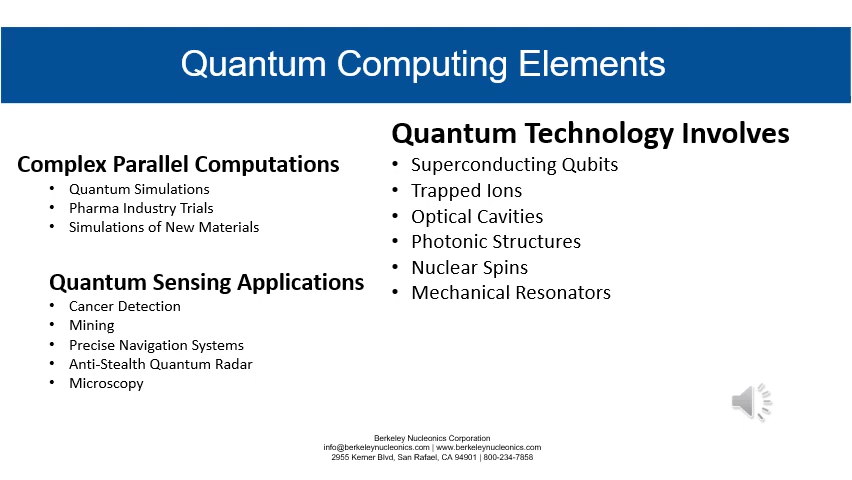 Quantum Computing Elements
Complex Parallel Computations
• Quantum Simulations
• Pharma Industry Trials
• Simulations of New Materials
Quantum Sensing Applications
• Cancer Detection
• Mining
• Precise Navigation Systems
• Anti-Stealth Quantum Radar
• Microscopy
Quantum Technology Involves
• Superconducting Qubits
• Trapped Ions
• Optical Cavities
• Photonic Structures
• Nuclear Spins
• Mechanical Resonators
Berkeley Nucleonics Corporation
info@berkeleynucleonics.com | www.berkeleynucleonics.com
2955 Kerner Blvd, San Rafael, CA 94901 | 800-234-7858